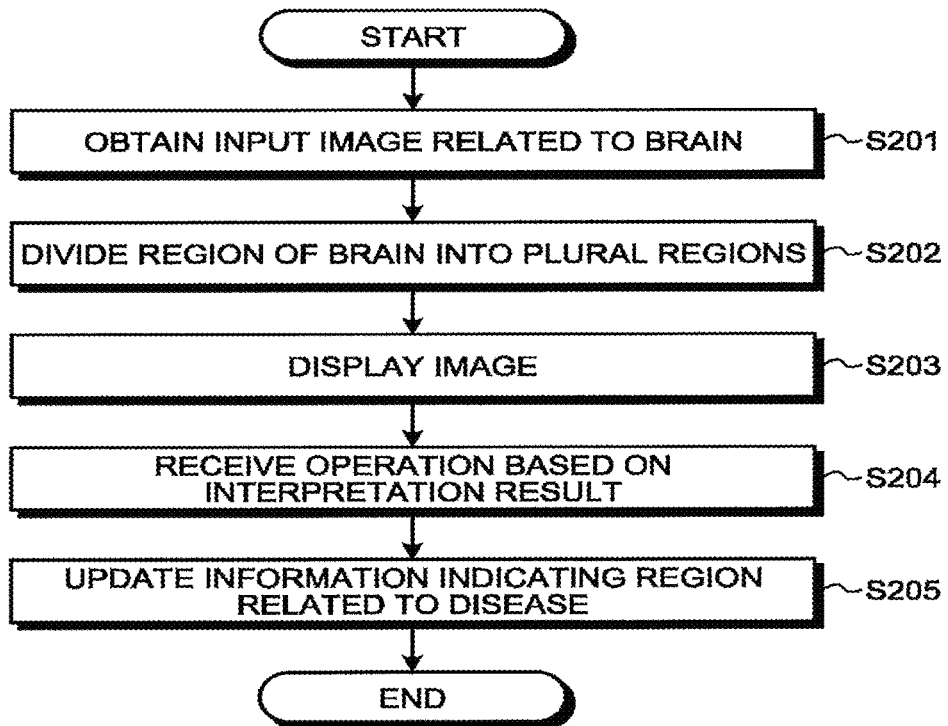 START
OBTAIN INPUT IMAGE RELATED TO BRAIN
S201
DIVIDE REGION OF BRAIN INTO PLURAL REGIONS
S202
DISPLAY IMAGE
S203
RECEIVE OPERATION BASED ON
INTERPRETATION RESULT
S204
UPDATE INFORMATION INDICATING REGION
RELATED TO DISEASE
S205
END